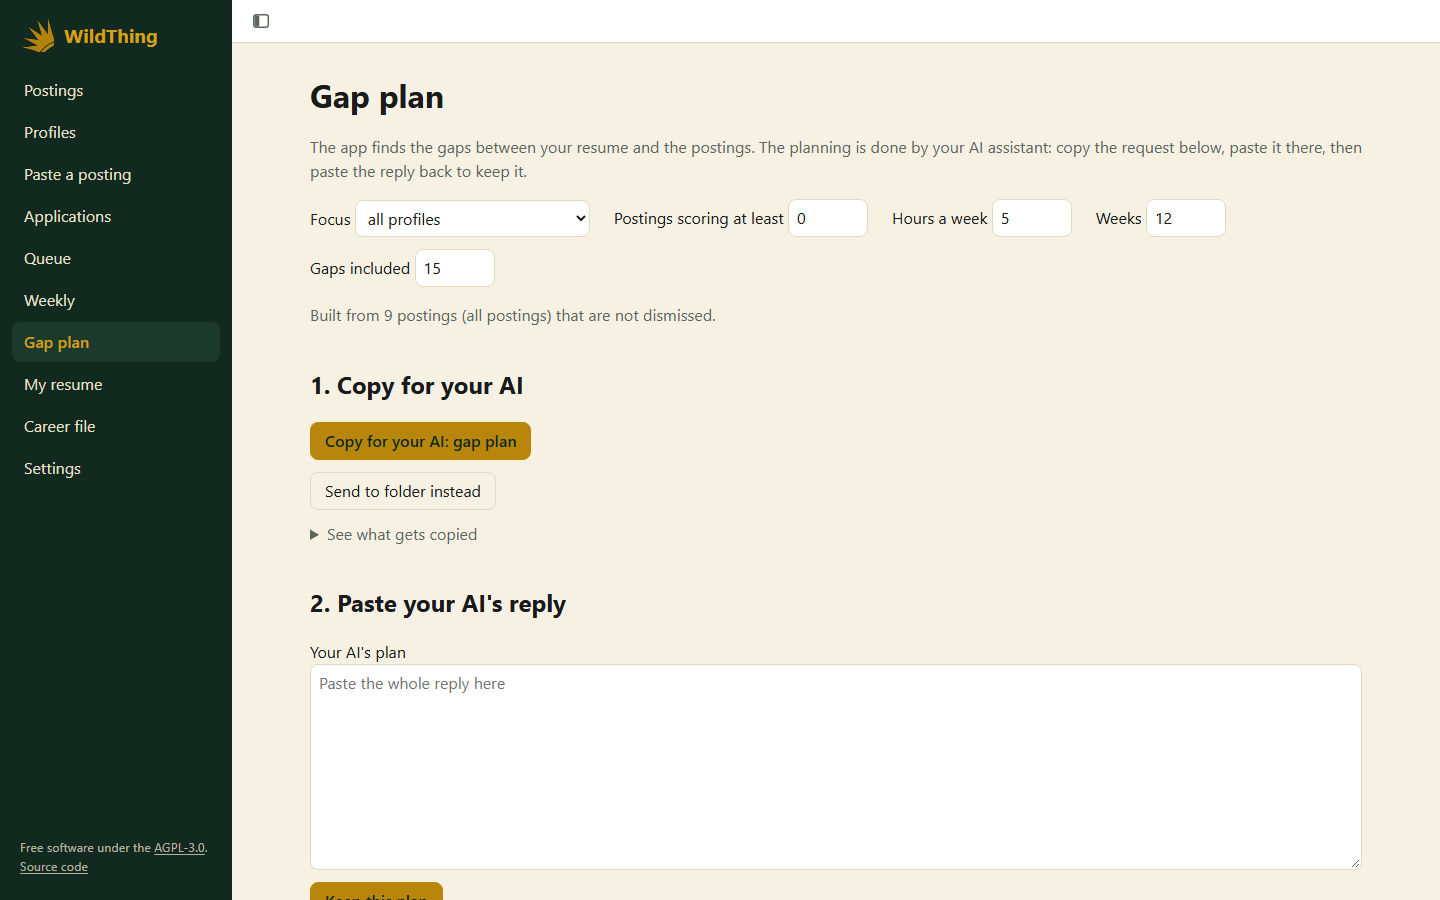 WildThing
Postings
Profiles
Paste a posting
Applications
Queue
Weekly
Gap plan
My resume
Career file
Settings
Free software under the AGPL-3.0.
Source code
Gap plan
The app finds the gaps between your resume and the postings. The planning is done by your AI assistant: copy the request below, paste it there, then
paste the reply back to keep it.
Focus all profiles Postings scoring at least 0 Hours a week 5 Weeks 12
Gaps included 15
Built from 9 postings (all postings) that are not dismissed.
1. Copy for your AI
Copy for your AI: gap plan
Send to folder instead
See what gets copied
2. Paste your AI's reply
Your AI's plan
Paste the whole reply here
Keep this plan